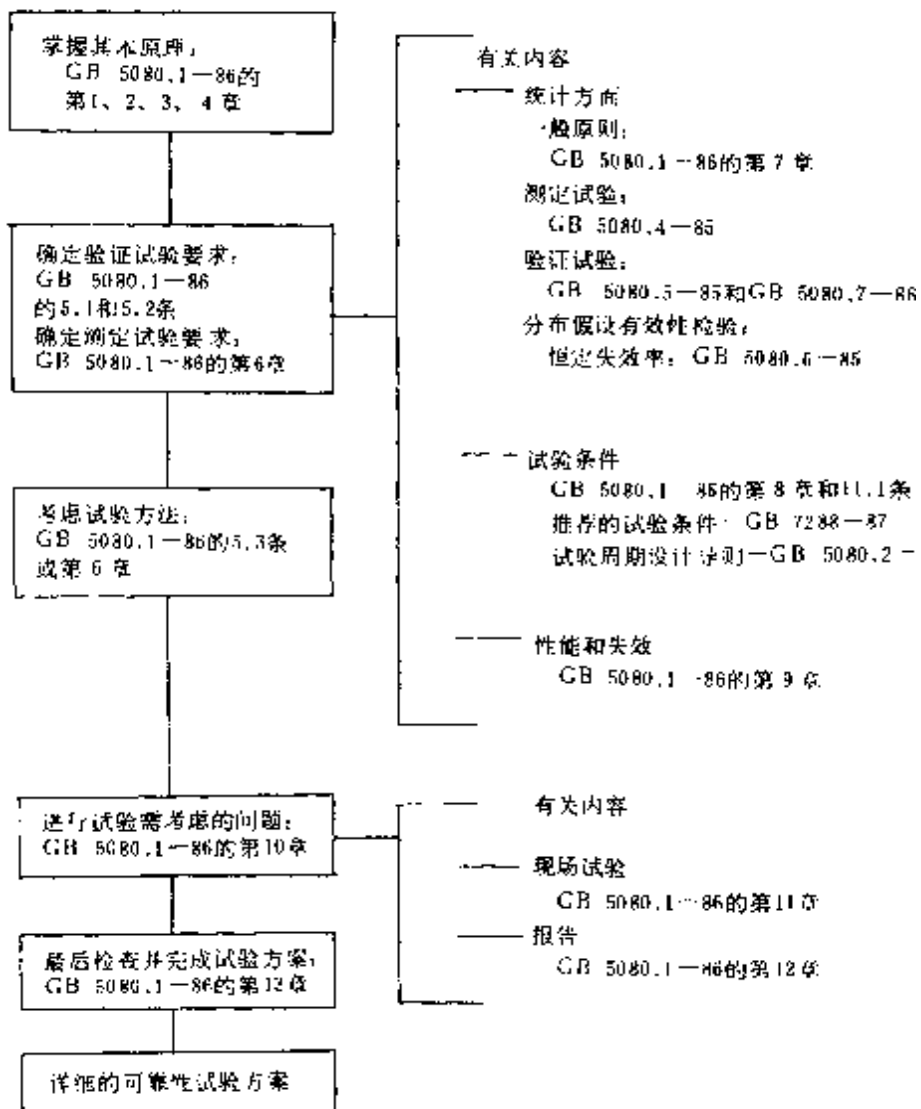 掌握基本原理:
GB 5080.1—86的
第1、2、3、4章
确定验证试验要求:
GB 5080.1—86
的5.1和5.2条
确定测定试验要求:
GB 5080.1—86的第6章
考虑试验方法:
GB 5080.1—86的5.3条
或第6章
进行试验需考虑的问题:
GB 5080.1—86的第10章
最后检查并完成试验方案:
GB 5080.1—86的第13章
详细的可靠性试验方案
有关内容
统计方面
一般原则:
GB 5080.1—86的第7章
测定试验:
GB 5080.4—85
验证试验:
GB 5080.5—85和GB 5080.7—86
分布假设有效性检验:
恒定失效率:GB 5080.6—85
试验条件
GB 5080.1—86的第8章和11.1条
推荐的试验条件:GB 7288—87
试验周期设计导则—GB 5080.2—
性能和失效
GB 5080.1—86的第9章
有关内容
现场试验
GB 5080.1—86的第11章
报告
GB 5080.1—86的第12章